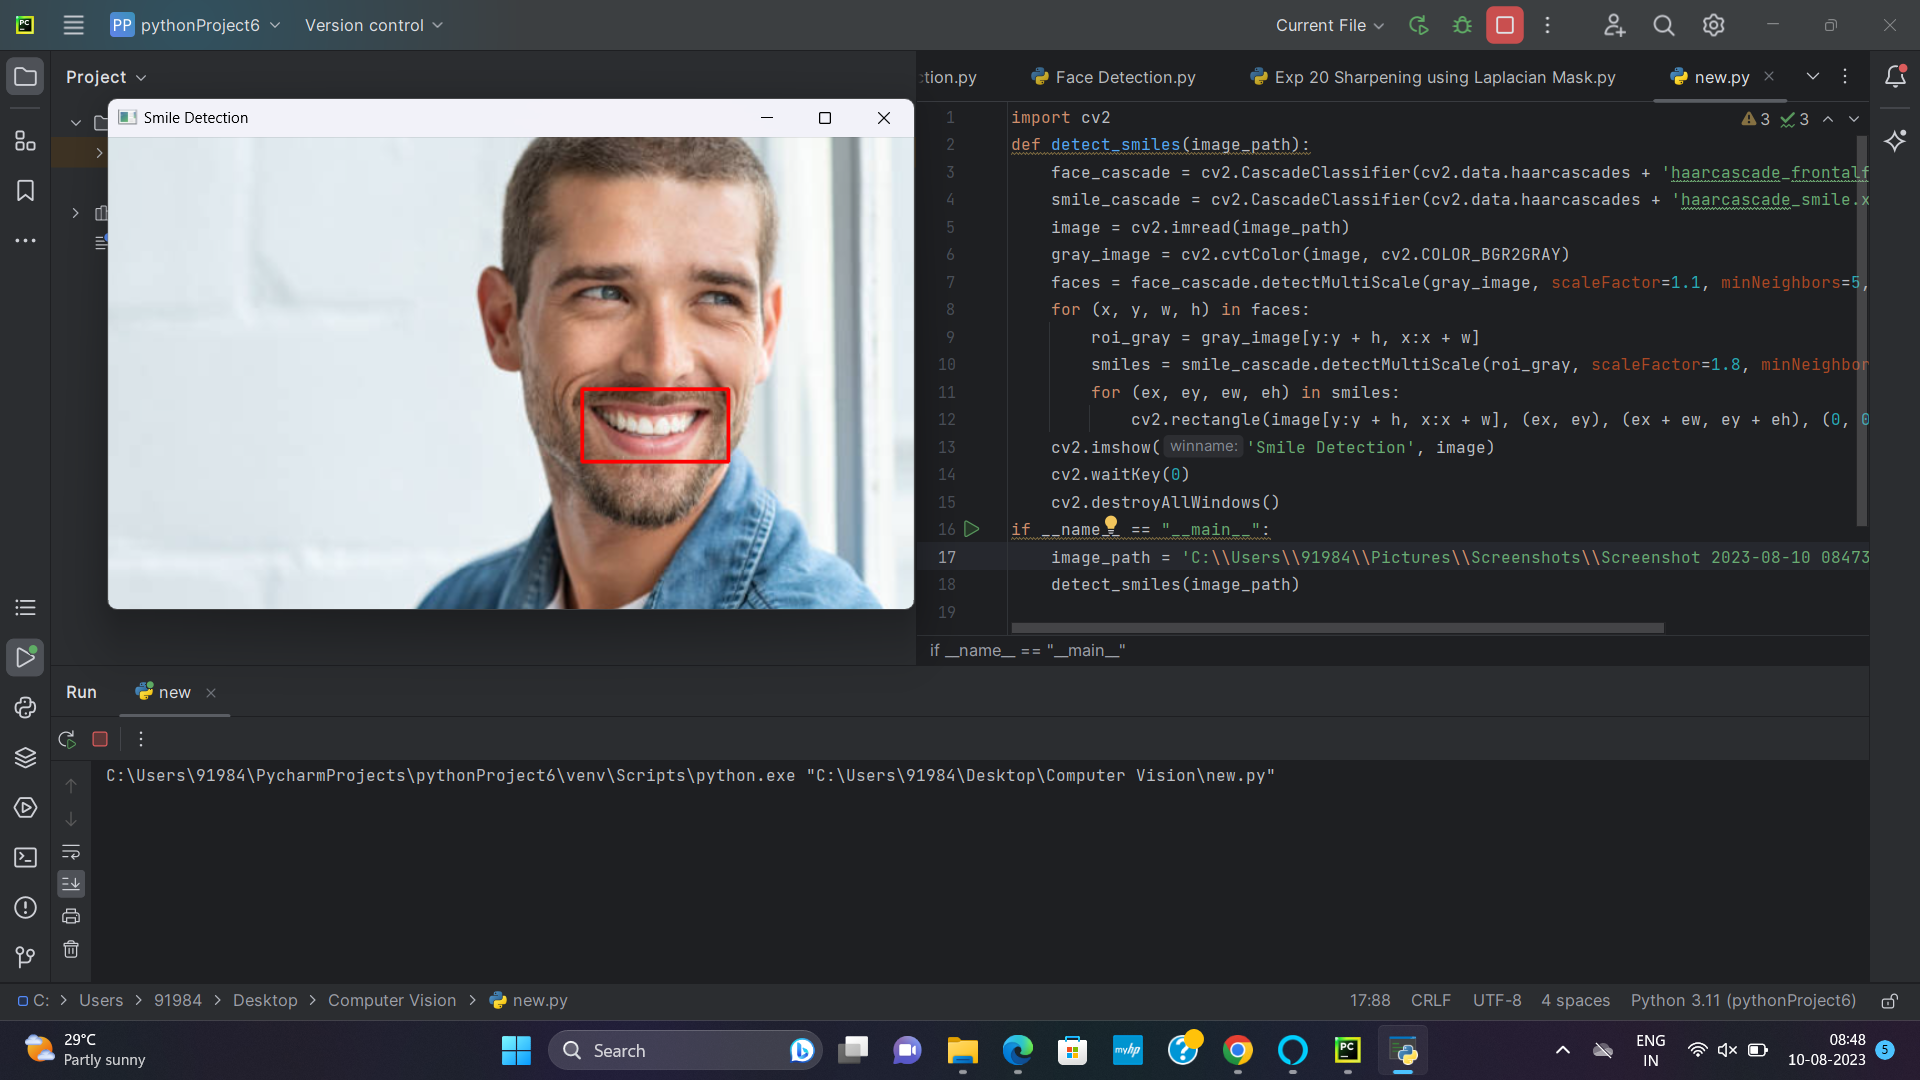 PC
PP pythonProject6
Version control
Current File
Project
Smile Detection
tion.py
Face Detection.py
Exp 20 Sharpening using Laplacian Mask.py
new.py
3 3
1 import cv2
2 def detect_smiles(image_path):
3 face_cascade = cv2.CascadeClassifier(cv2.data.haarcascades + 'haarcascade_frontalf
4 smile_cascade = cv2.CascadeClassifier(cv2.data.haarcascades + 'haarcascade_smile.x
5 image = cv2.imread(image_path)
6 gray_image = cv2.cvtColor(image, cv2.COLOR_BGR2GRAY)
7 faces = face_cascade.detectMultiScale(gray_image, scaleFactor=1.1, minNeighbors=5,
8 for (x, y, w, h) in faces:
9 roi_gray = gray_image[y:y + h, x:x + w]
10 smiles = smile_cascade.detectMultiScale(roi_gray, scaleFactor=1.8, minNeighbor
11 for (ex, ey, ew, eh) in smiles:
12 cv2.rectangle(image[y:y + h, x:x + w], (ex, ey), (ex + ew, ey + eh), (0, 0
13 cv2.imshow( winname: 'Smile Detection', image)
14 cv2.waitKey(0)
15 cv2.destroyAllWindows()
16 if __name__ == "__main__":
17 image_path = 'C:\\Users\\91984\\Pictures\\Screenshots\\Screenshot 2023-08-10 08473
18 detect_smiles(image_path)
19
if __name__ == "__main__"
Run
new
C:\Users\91984\PycharmProjects\pythonProject6\venv\Scripts\python.exe "C:\Users\91984\Desktop\Computer Vision\new.py"
C: > Users > 91984 > Desktop > Computer Vision > new.py
17:88 CRLF UTF-8 4 spaces Python 3.11 (pythonProject6)
29°C
Partly sunny
Search
myhp
PC
ENG
IN
08:48
10-08-2023
5